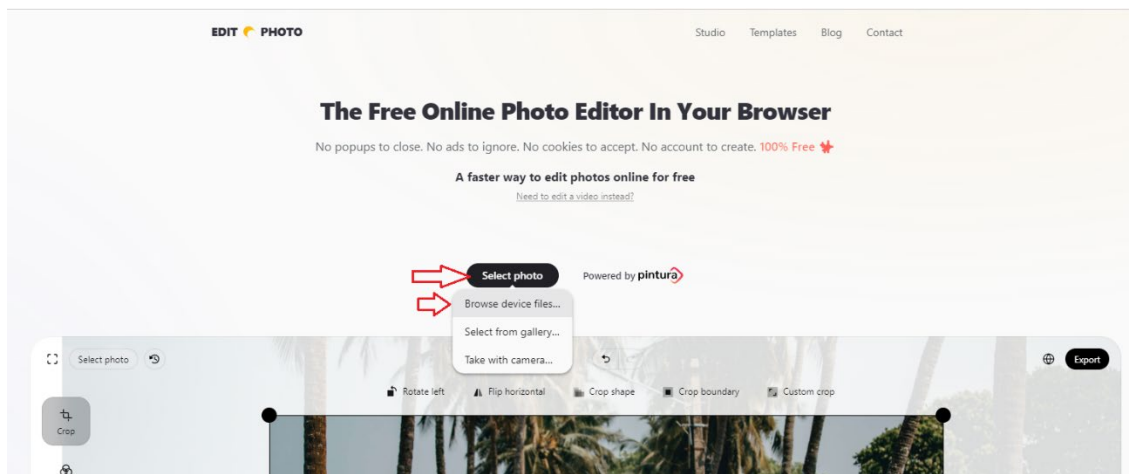 EDIT PHOTO
Studio Templates Blog Contact
The Free Online Photo Editor In Your Browser
No popups to close. No ads to ignore. No cookies to accept. No account to create. 100% Free
A faster way to edit photos online for free
Need to edit a video instead?
Select photo
Powered by pintura
Browse device files...
Select from gallery...
Take with camera...
Select photo
Export
Rotate left Flip horizontal Crop shape Crop boundary Custom crop
Crop